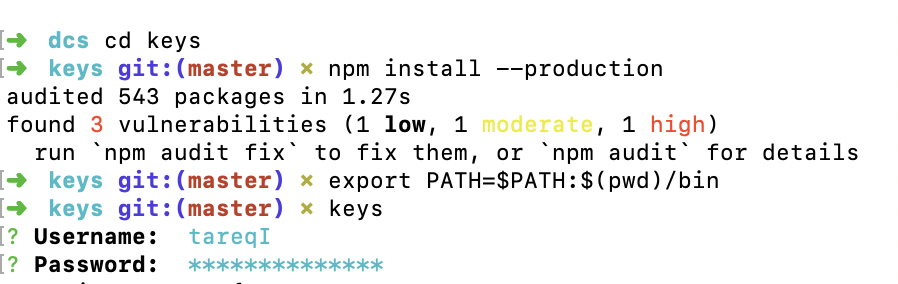 [➜ dcs cd keys
[➜ keys git:(master) × npm install --production
audited 543 packages in 1.27s
found 3 vulnerabilities (1 low, 1 moderate, 1 high)
run `npm audit fix` to fix them, or `npm audit` for details
[➜ keys git:(master) × export PATH=$PATH:$(pwd)/bin
[➜ keys git:(master) × keys
[? Username: tareqI
[? Password: **************